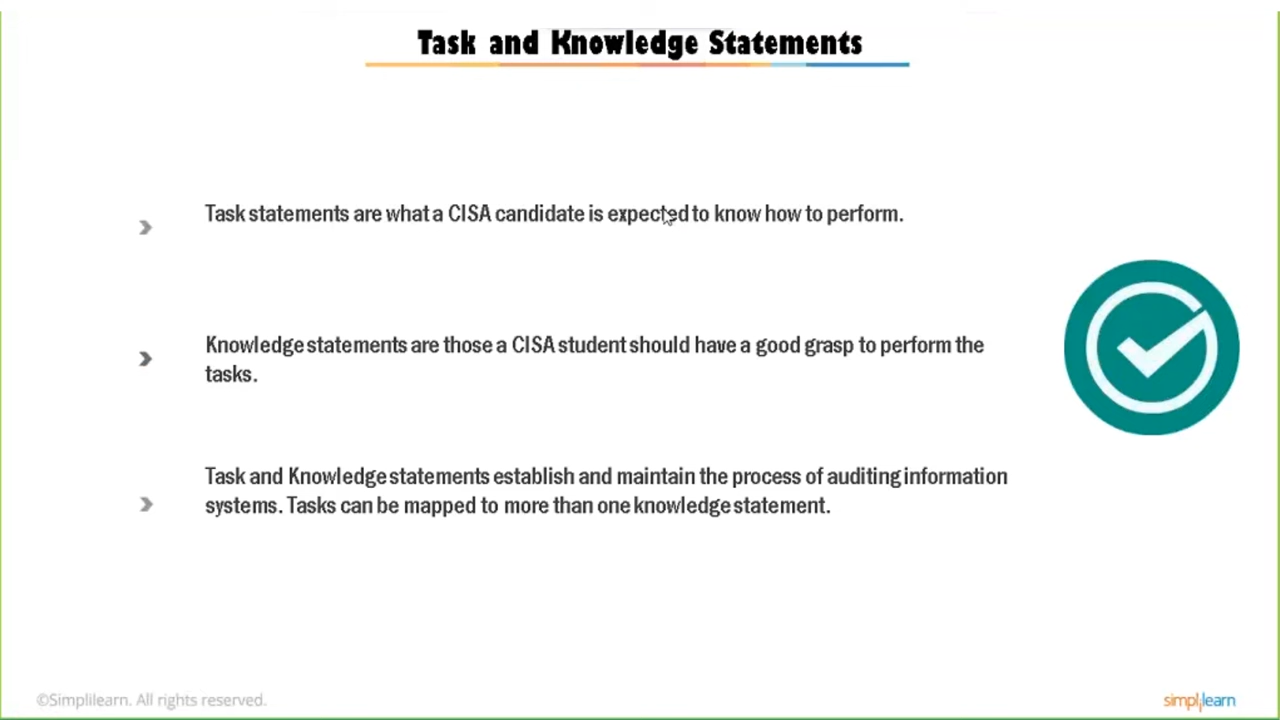 Task and Knowledge Statements
Task statements are what a CISA candidate is expected to know how to perform.
Knowledge statements are those a CISA student should have a good grasp to perform the
tasks.
Task and Knowledge statements establish and maintain the process of auditing information
systems. Tasks can be mapped to more than one knowledge statement.
©Simplilearn. All rights reserved.
simplilearn